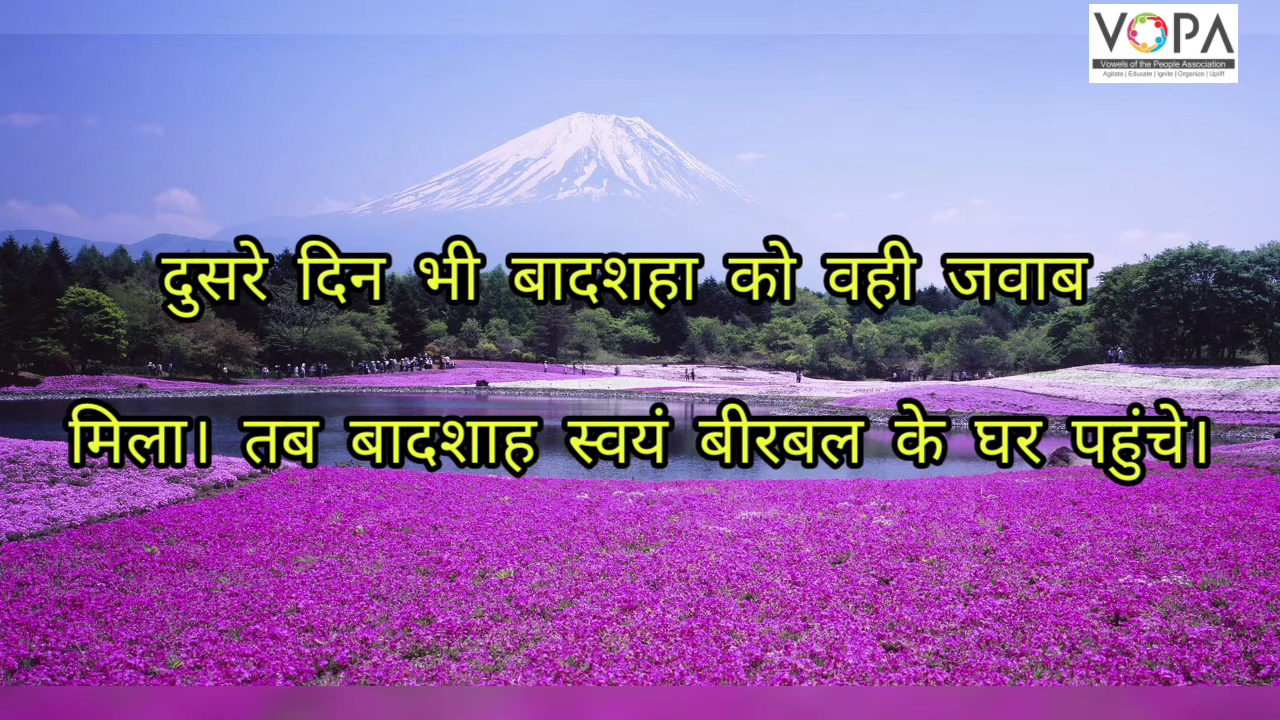 VOPA
Vowels of the People Association
Agitate | Educate | Ignite | Organize | Uplift
दुसरे दिन भी बादशहा को वही जवाब
मिला। तब बादशाह स्वयं बीरबल के घर पहुंचे।